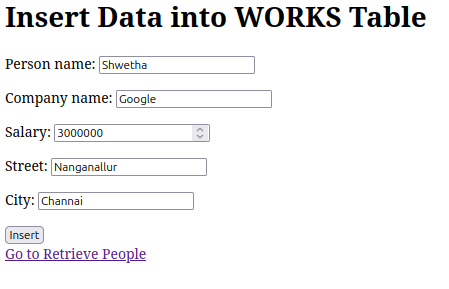 Insert Data into WORKS Table
Person name: Shwetha
Company name: Google
Salary: 3000000
Street: Nanganallur
City: Channai
Insert
Go to Retrieve People